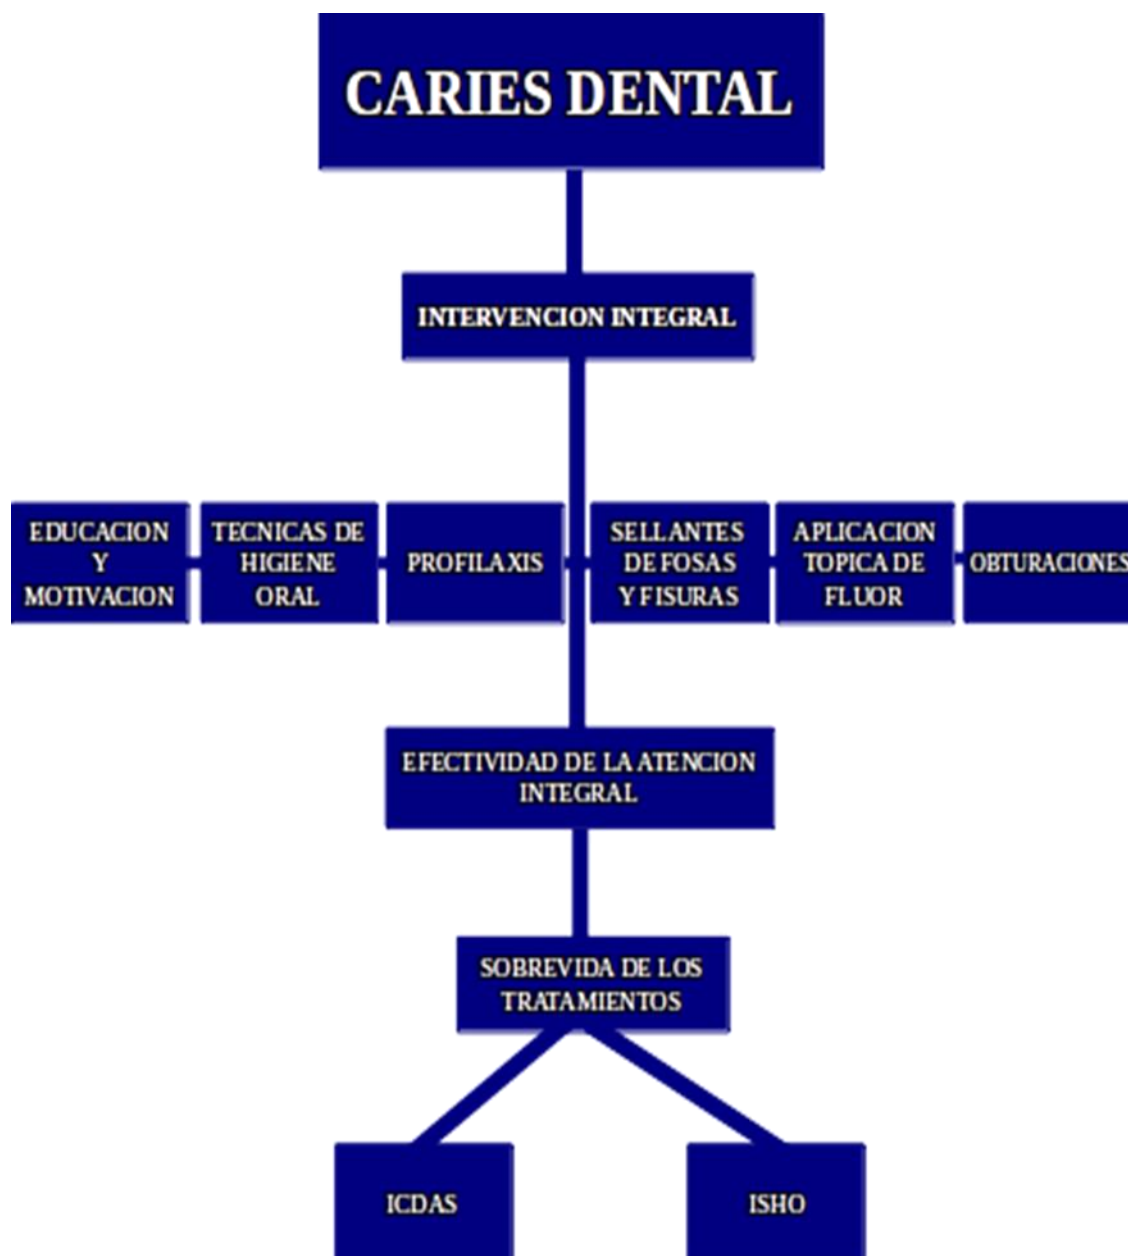 CARIES DENTAL
INTERVENCION INTEGRAL
EDUCACION
Y
MOTIVACION
TECNICAS DE
HIGIENE
ORAL
PROFILAXIS
SELLANTES
DE FOSAS
Y FISURAS
APLICACION
TOPICA DE
FLUOR
OBTURACIONES
EFECTIVIDAD DE LA ATENCION
INTEGRAL
SOBREVIDA DE LOS
TRATAMIENTOS
ICDAS
ISHO